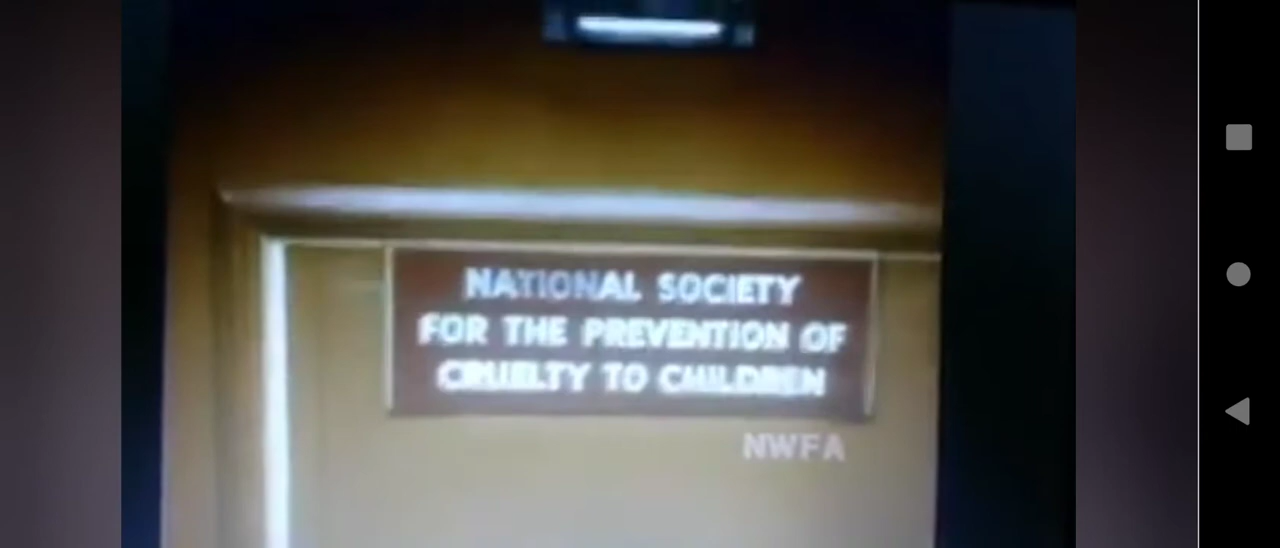 NATIONAL SOCIETY
FOR THE PREVENTION OF
CRUELTY TO CHILDREN
NWFA